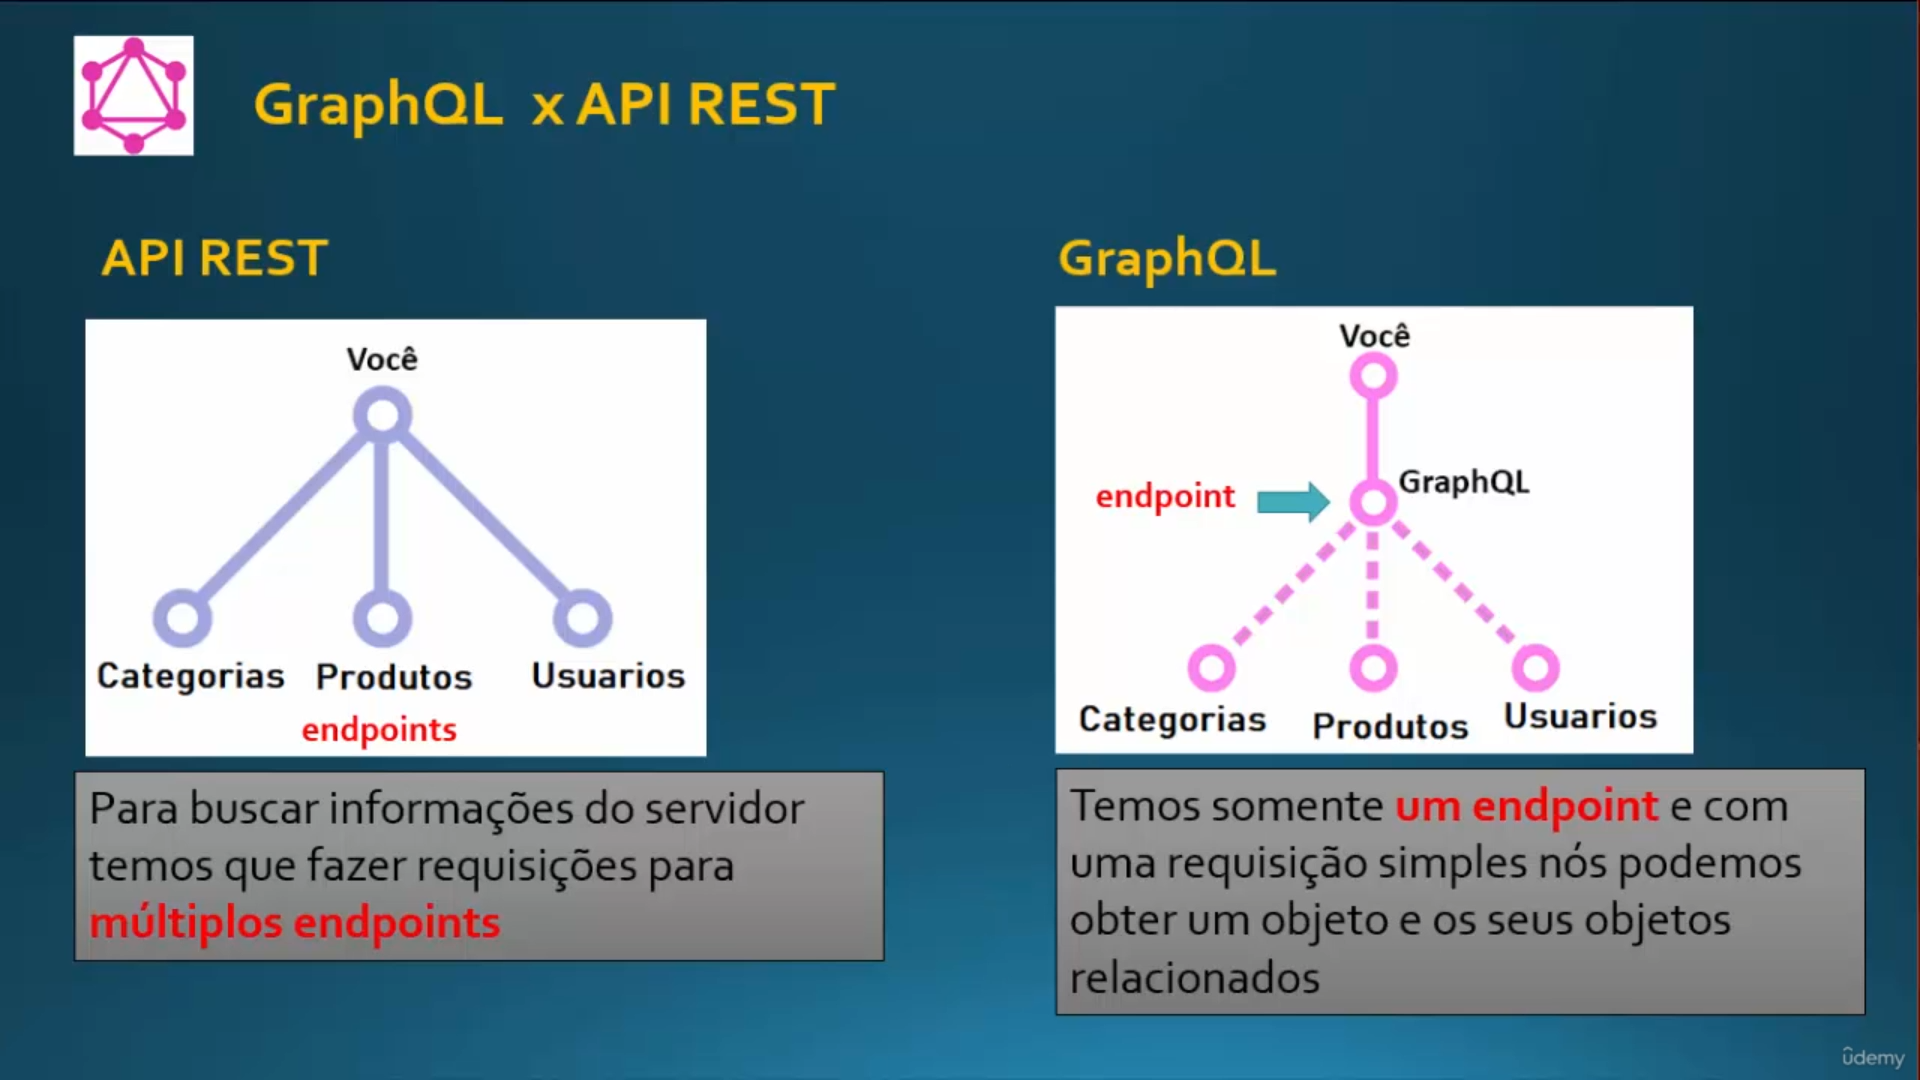 GraphQL x API REST
API REST
Você
Categorias Produtos Usuarios
endpoints
Para buscar informações do servidor
temos que fazer requisições para
múltiplos endpoints
GraphQL
Você
GraphQL
endpoint
Categorias Produtos Usuarios
Temos somente um endpoint e com
uma requisição simples nós podemos
obter um objeto e os seus objetos
relacionados
ûdemy